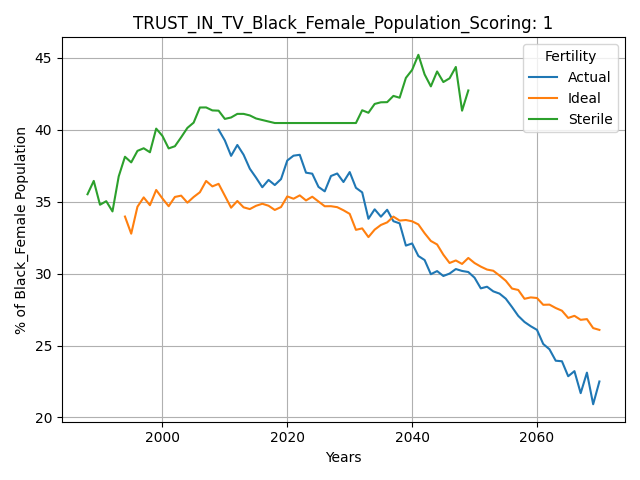 TRUST_IN_TV_Black_Female_Population_Scoring: 1
Fertility
Actual
Ideal
Sterile
% of Black_Female Population
45
40
35
30
25
20
2000
2020
2040
2060
Years